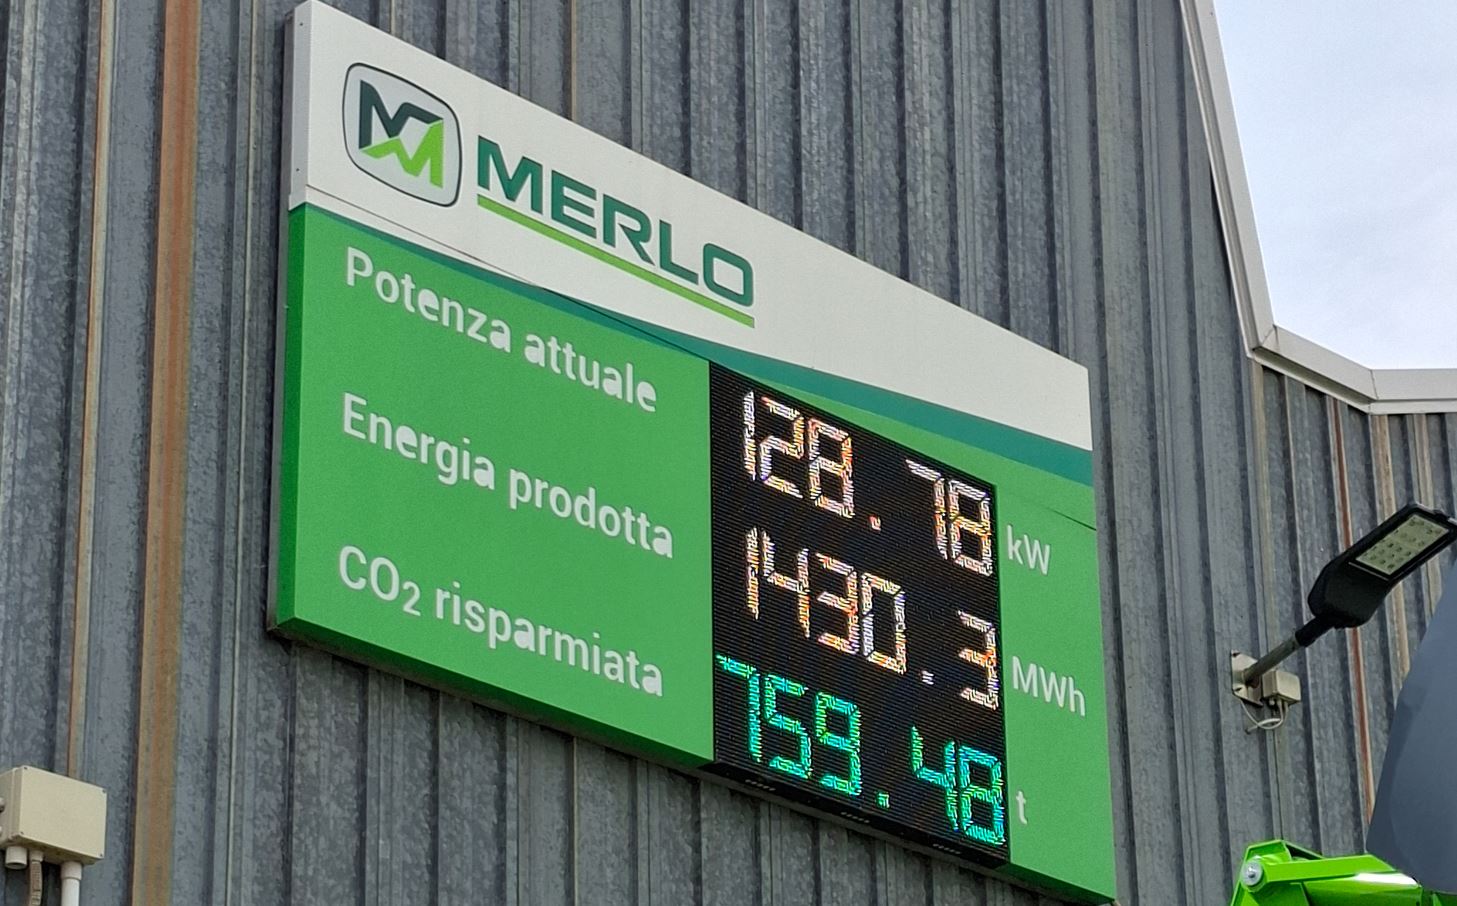 MERLO
Potenza attuale 128.78 kW
Energia prodotta 1430.3 MWh
CO₂ risparmiata 759.48 t